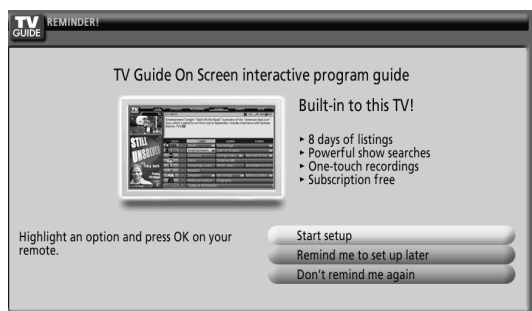 TV
GUIDE
REMINDER!
TV Guide On Screen interactive program guide
STILL
UNSOLVED
Built-in to this TV!
▸ 8 days of listings
▸ Powerful show searches
▸ One-touch recordings
▸ Subscription free
Highlight an option and press OK on your
remote.
Start setup
Remind me to set up later
Don't remind me again